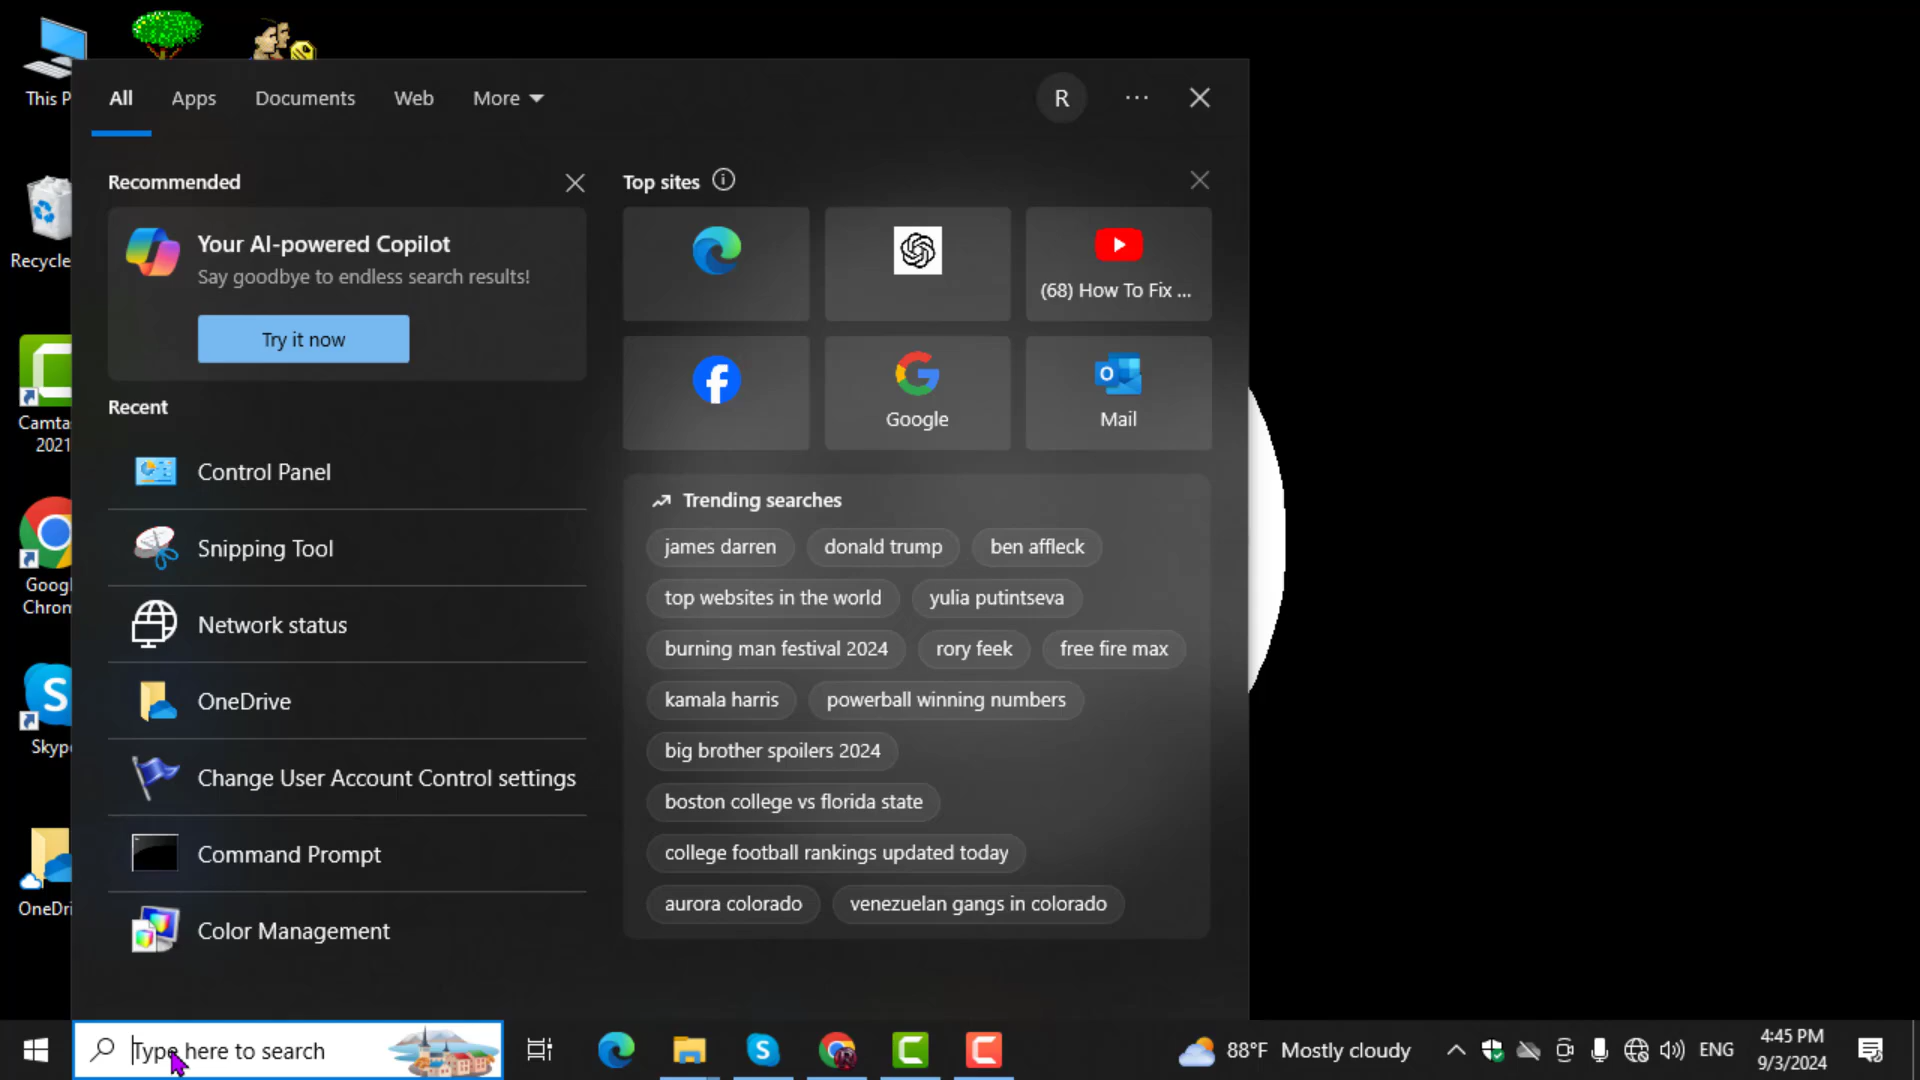 This P
Recycle
Camta
2021
Googl
Chrom
Skyp
OneDri
All Apps Documents Web More
R ...
Recommended
Your AI-powered Copilot
Say goodbye to endless search results!
Try it now
Recent
Control Panel
Snipping Tool
Network status
OneDrive
Change User Account Control settings
Command Prompt
Color Management
Top sites
(68) How To Fix ...
Google
Mail
Trending searches
james darren donald trump ben affleck
top websites in the world yulia putintseva
burning man festival 2024 rory feek free fire max
kamala harris powerball winning numbers
big brother spoilers 2024
boston college vs florida state
college football rankings updated today
aurora colorado venezuelan gangs in colorado
Type here to search
88°F Mostly cloudy
ENG
4:45 PM
9/3/2024